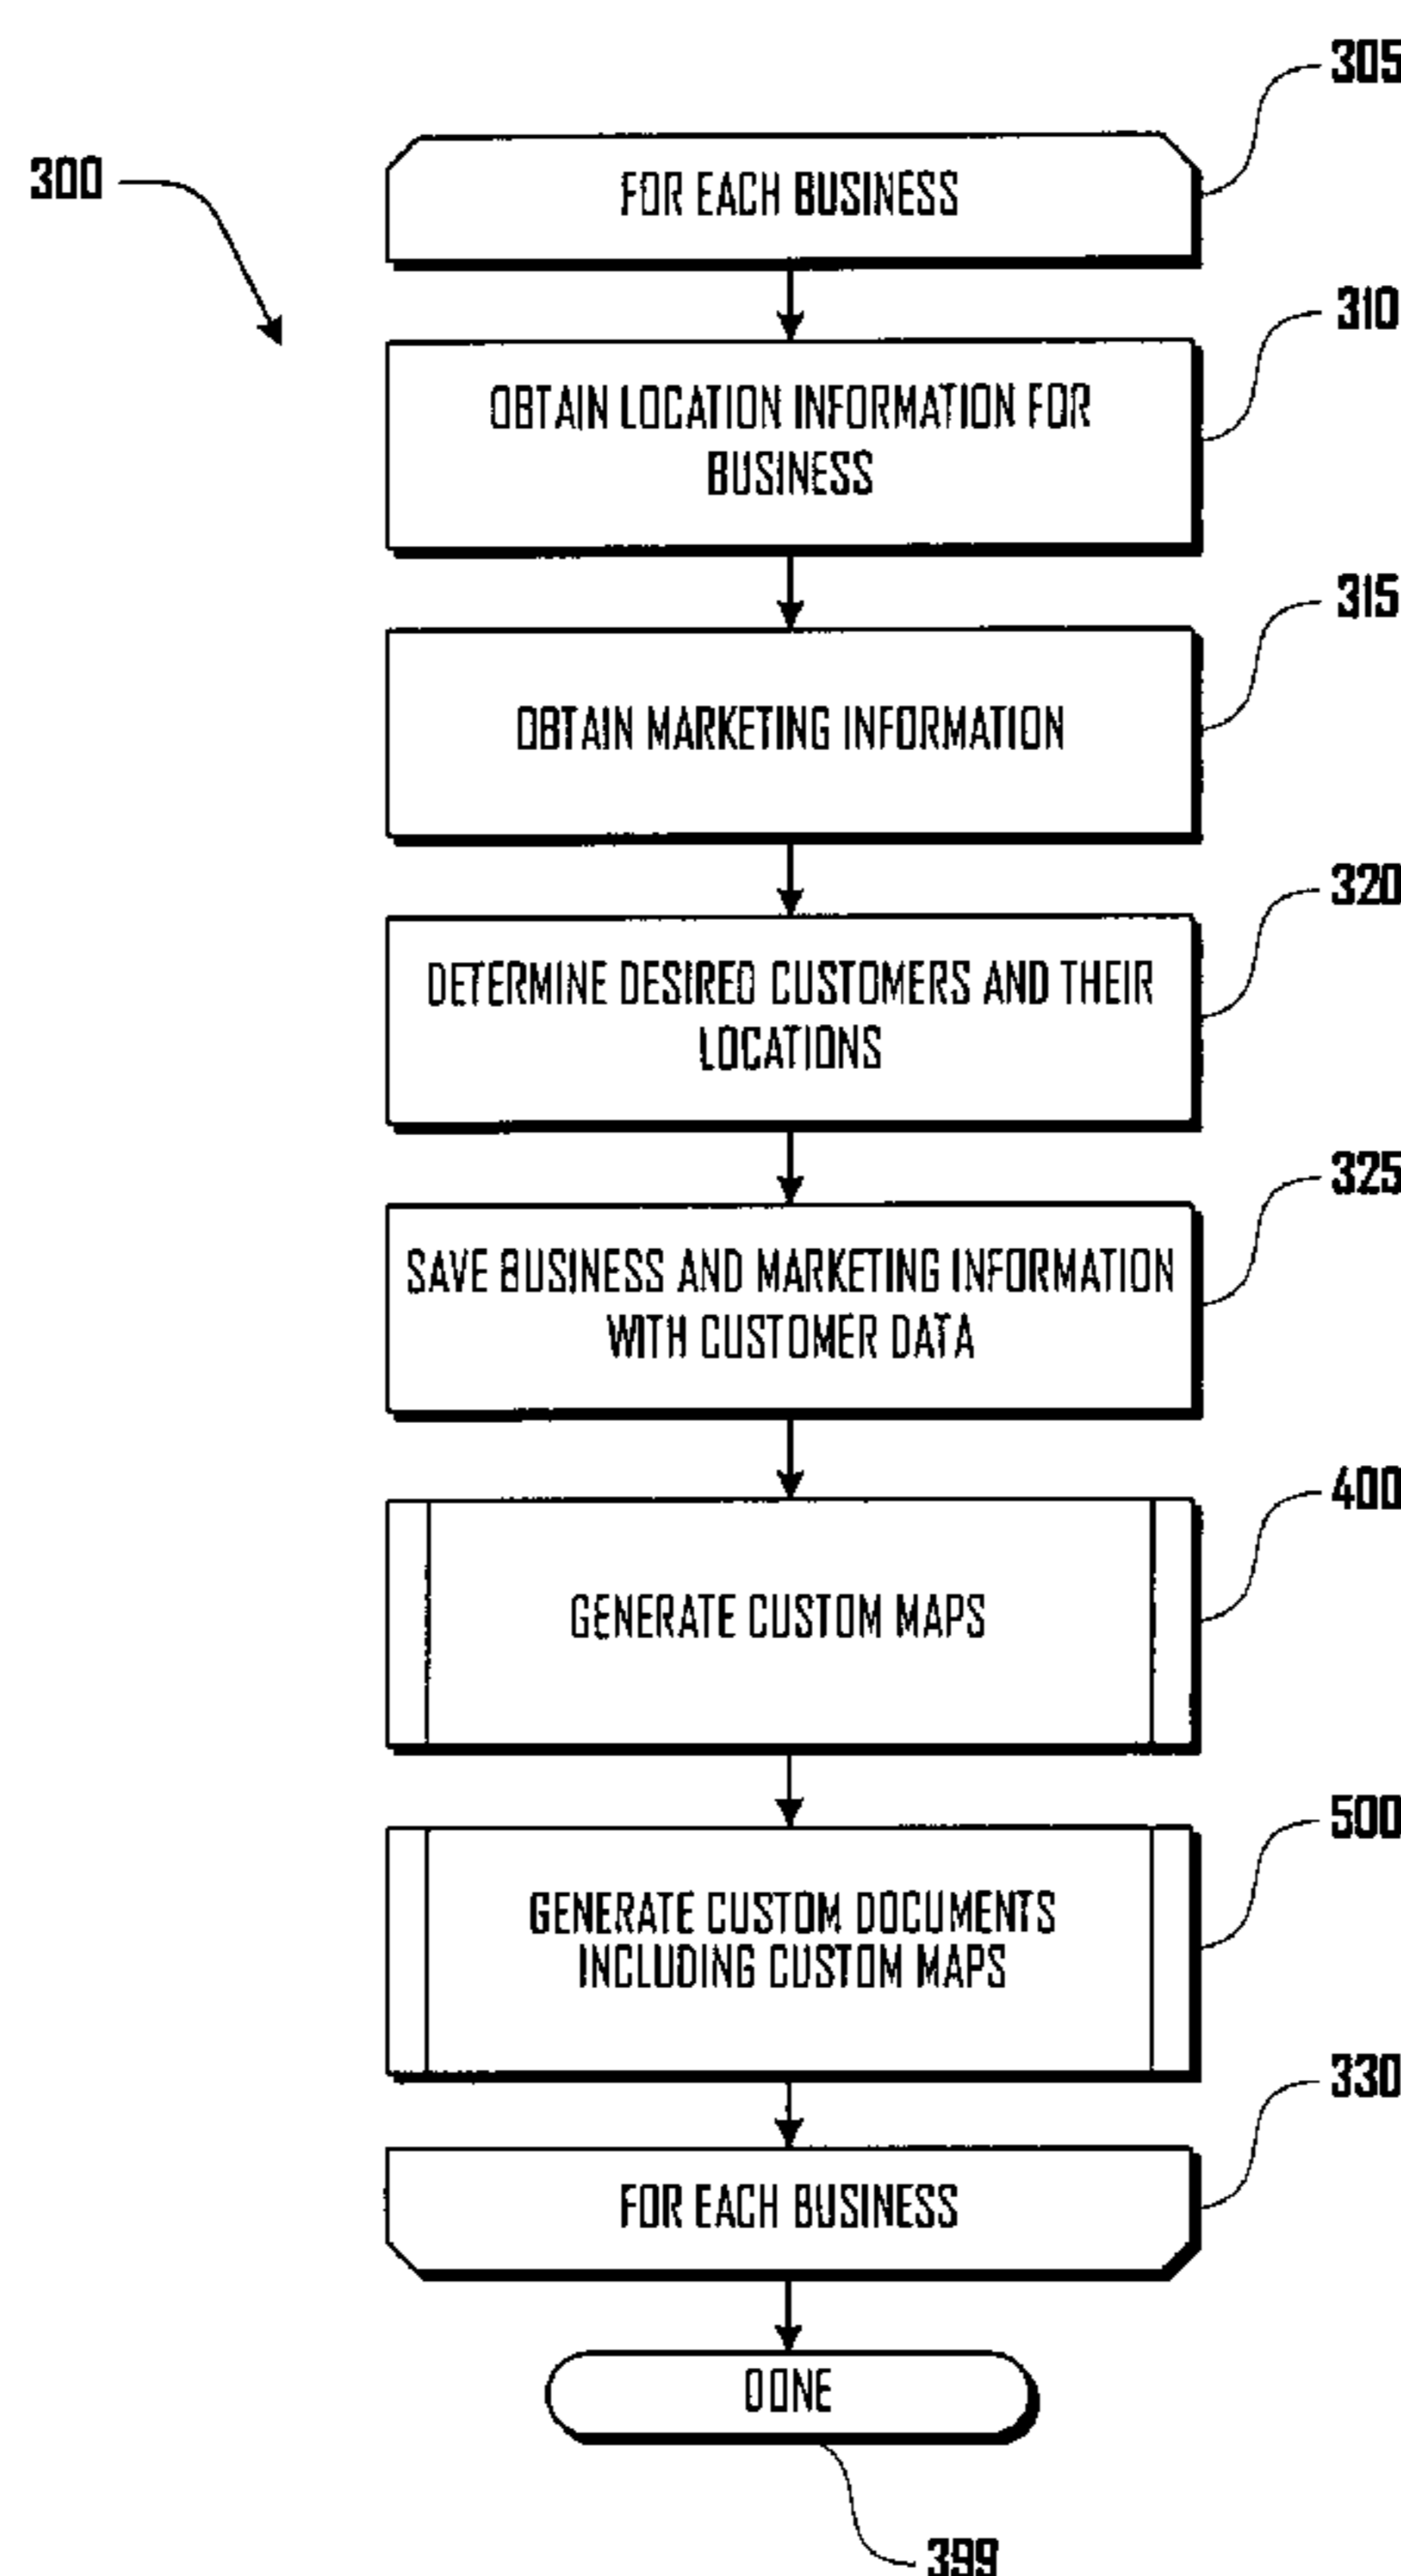 305
300
FOR EACH BUSINESS
310
OBTAIN LOCATION INFORMATION FOR
BUSINESS
315
OBTAIN MARKETING INFORMATION
320
DETERMINE DESIRED CUSTOMERS AND THEIR
LOCATIONS
325
SAVE BUSINESS AND MARKETING INFORMATION
WITH CUSTOMER DATA
400
GENERATE CUSTOM MAPS
500
GENERATE CUSTOM DOCUMENTS
INCLUDING CUSTOM MAPS
330
FOR EACH BUSINESS
DONE
399